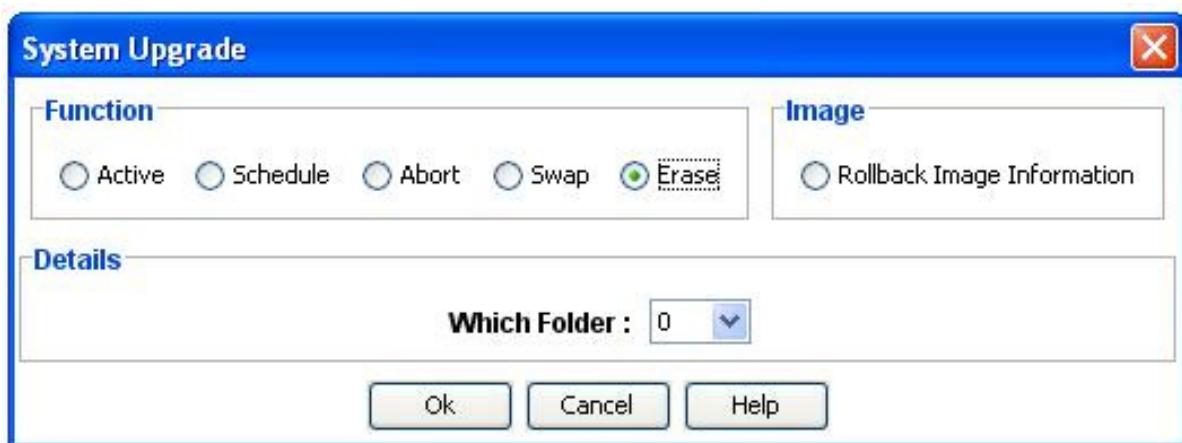 System Upgrade
Function
Image
Active Schedule Abort Swap Erase
Rollback Image Information
Details
Which Folder : 0
Ok Cancel Help